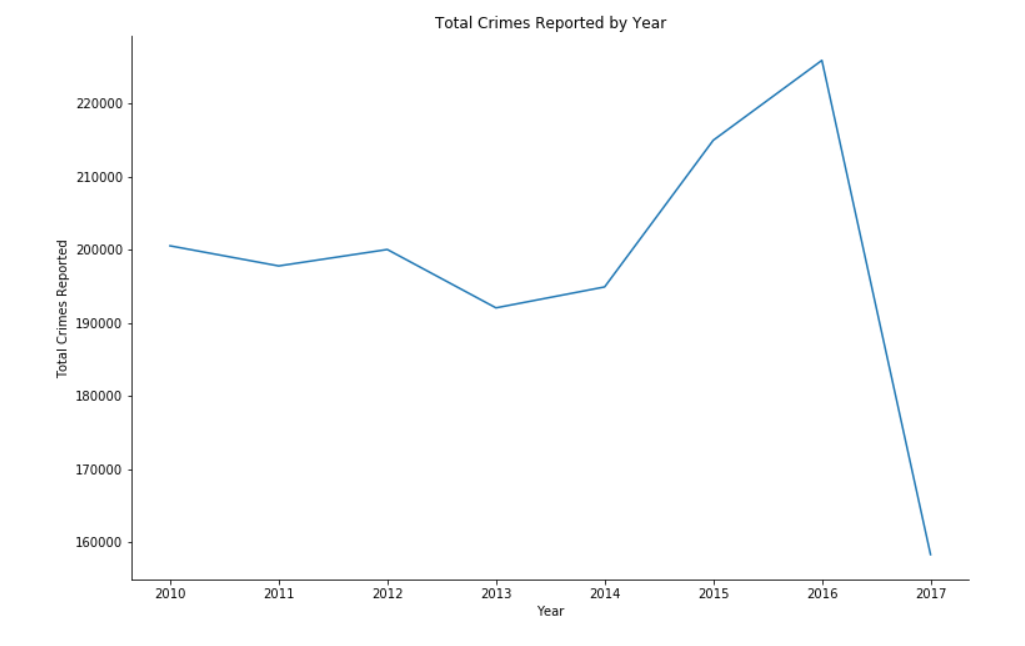 Total Crimes Reported by Year
Total Crimes Reported
220000
210000
200000
190000
180000
170000
160000
2010 2011 2012 2013 2014 2015 2016 2017
Year